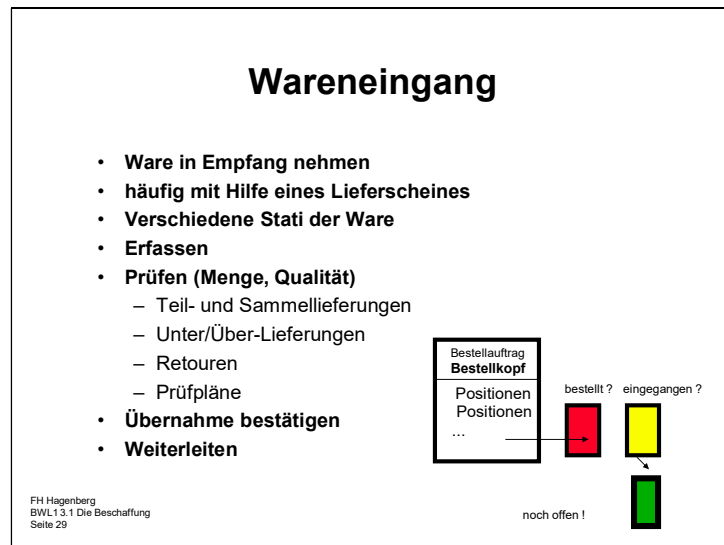 Wareneingang
• Ware in Empfang nehmen
• häufig mit Hilfe eines Lieferscheines
• Verschiedene Stati der Ware
• Erfassen
• Prüfen (Menge, Qualität)
– Teil- und Sammellieferungen
– Unter/Über-Lieferungen
– Retouren
– Prüfpläne
• Übernahme bestätigen
• Weiterleiten
Bestellauftrag
Bestellkopf
Positionen
Positionen
...
bestellt ? eingegangen ?
noch offen !
FH Hagenberg
BWL1 3.1 Die Beschaffung
Seite 29